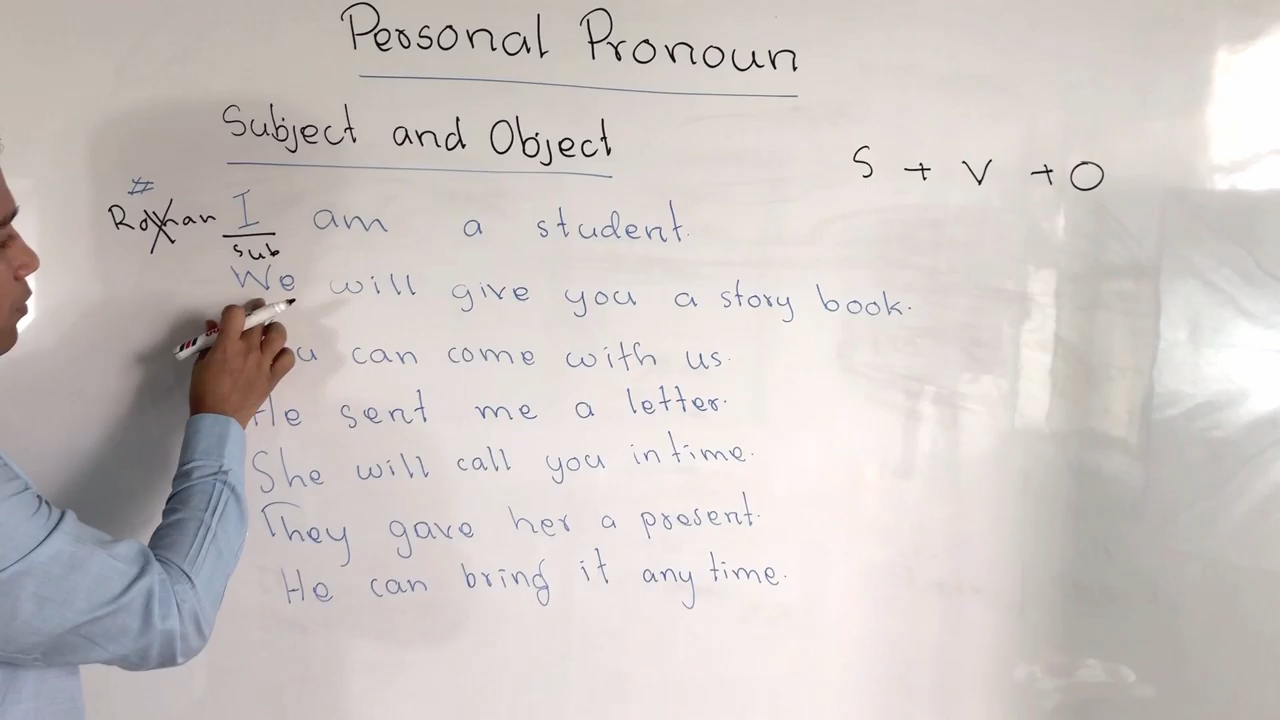 Personal Pronoun
Subject and Object
S + V + O
#
I am a student.
sub
We will give you a story book.
can come with us.
He sent me a letter.
She will call you in time.
They gave her a present.
He can bring it any time.